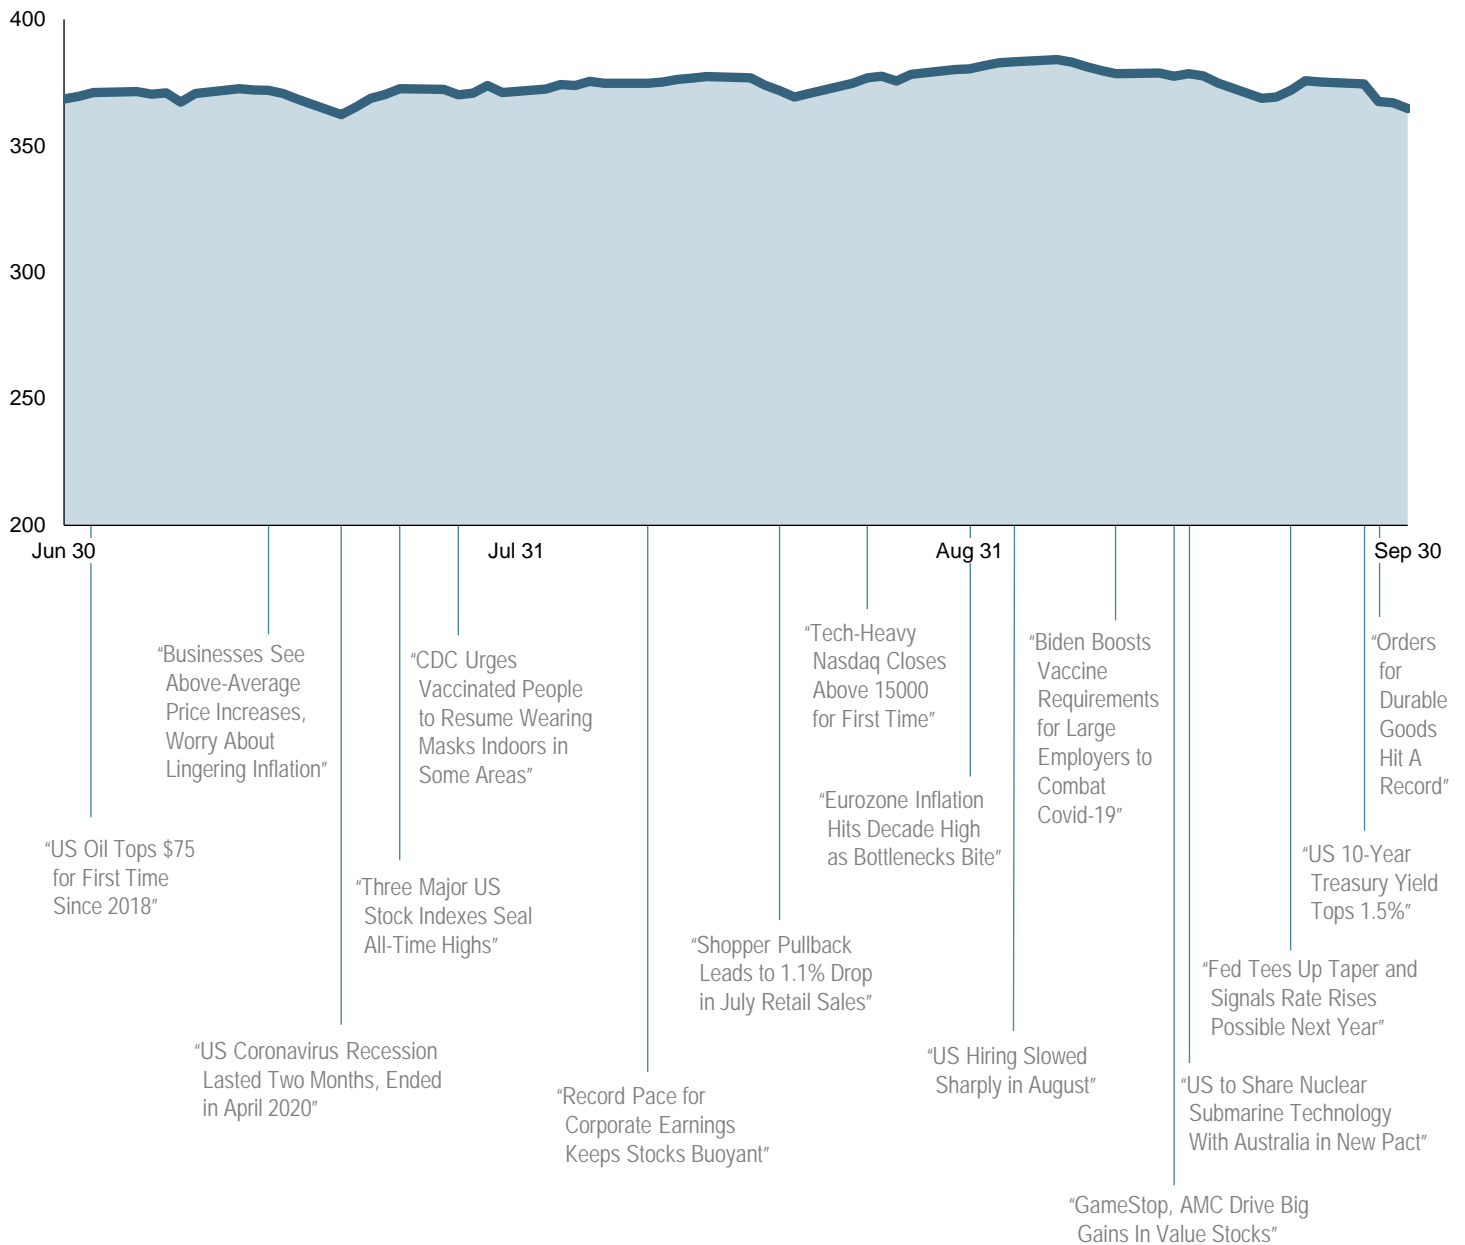 400
350
300
250
200
Jun 30
Jul 31
Aug 31
Sep 30
“US Oil Tops $75
for First Time
Since 2018”
“Businesses See
Above-Average
Price Increases,
Worry About
Lingering Inflation”
“US Coronavirus Recession
Lasted Two Months, Ended
in April 2020”
“Three Major US
Stock Indexes Seal
All-Time Highs”
“CDC Urges
Vaccinated People
to Resume Wearing
Masks Indoors in
Some Areas”
“Record Pace for
Corporate Earnings
Keeps Stocks Buoyant”
“Shopper Pullback
Leads to 1.1% Drop
in July Retail Sales”
“Tech-Heavy
Nasdaq Closes
Above 15000
for First Time”
“Eurozone Inflation
Hits Decade High
as Bottlenecks Bite”
“US Hiring Slowed
Sharply in August”
“Biden Boosts
Vaccine
Requirements
for Large
Employers to
Combat
Covid-19”
“GameStop, AMC Drive Big
Gains In Value Stocks”
“US to Share Nuclear
Submarine Technology
With Australia in New Pact”
“Fed Tees Up Taper and
Signals Rate Rises
Possible Next Year”
“US 10-Year
Treasury Yield
Tops 1.5%”
“Orders
for
Durable
Goods
Hit A
Record”